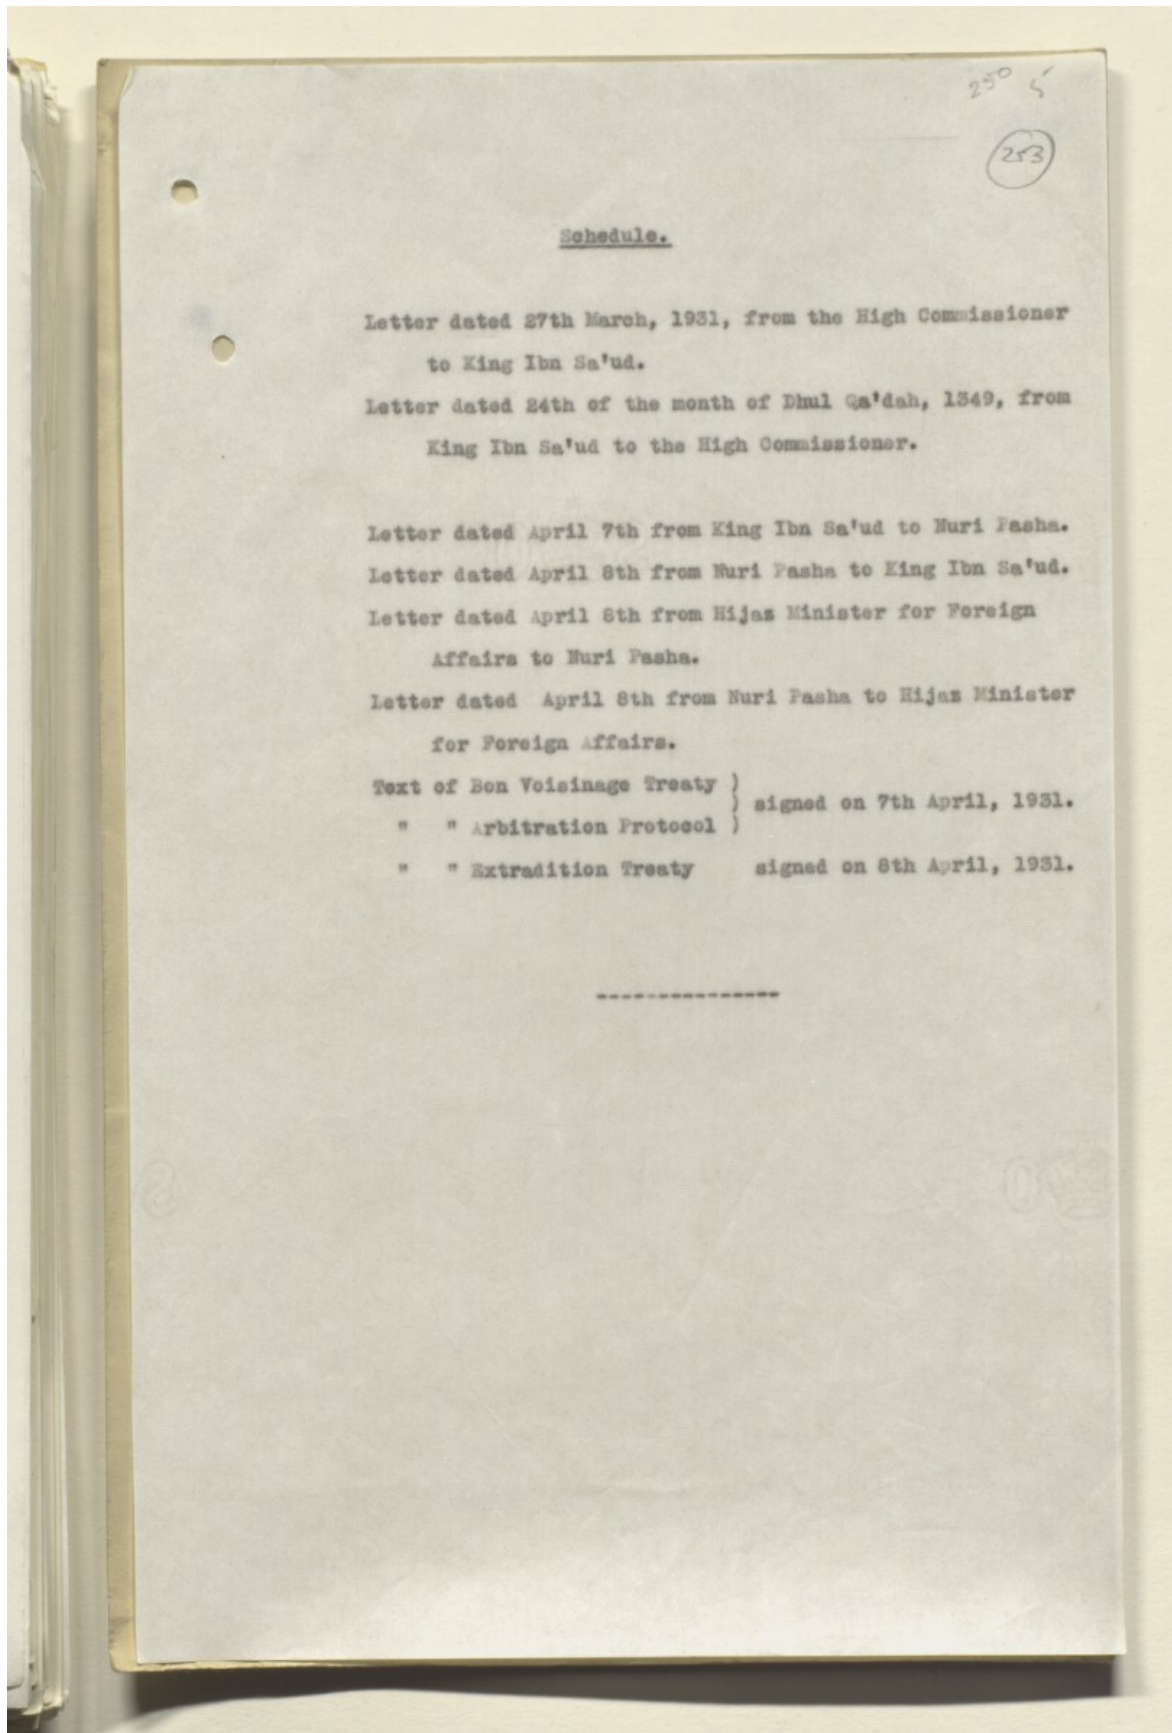 250 5
253
Schedule.
Letter dated 27th March, 1931, from the High Commissioner
to King Ibn Sa'ud.
Letter dated 24th of the month of Dhul Qa'dah, 1349, from
King Ibn Sa'ud to the High Commissioner.
Letter dated April 7th from King Ibn Sa'ud to Nuri Pasha.
Letter dated April 8th from Nuri Pasha to King Ibn Sa'ud.
Letter dated April 8th from Hijaz Minister for Foreign
Affairs to Nuri Pasha.
Letter dated April 8th from Nuri Pasha to Hijaz Minister
for Foreign Affairs.
Text of Bon Voisinage Treaty )
) signed on 7th April, 1931.
" " Arbitration Protocol )
" " Extradition Treaty signed on 8th April, 1931.
---------------